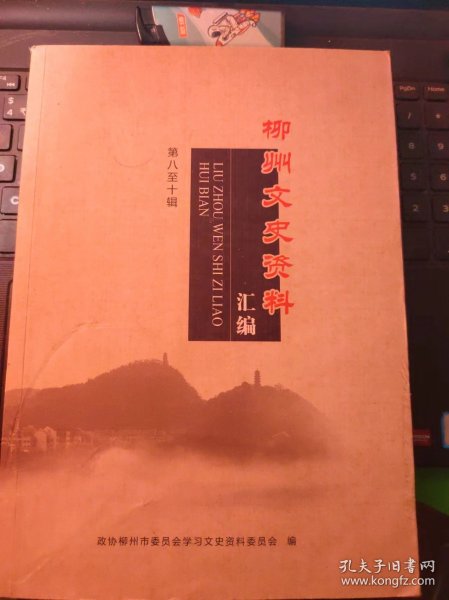 柳州文史资料
汇编
LIU ZHOU WEN SHI ZI LIAO
HUI BIAN
第八至十辑
政协柳州市委员会学习文史资料委员会 编
孔夫子旧书网
www.kongfz.com
PgDn
Home